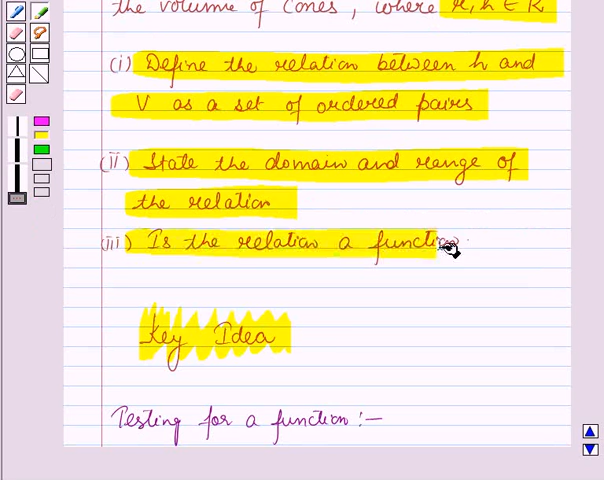 the volume of Cones, where r, h ∈ R
(i) Define the relation between h and
V as a set of ordered pairs
(ii) State the domain and range of
the relation
(iii) Is the relation a function
Key Idea
Testing for a function :-